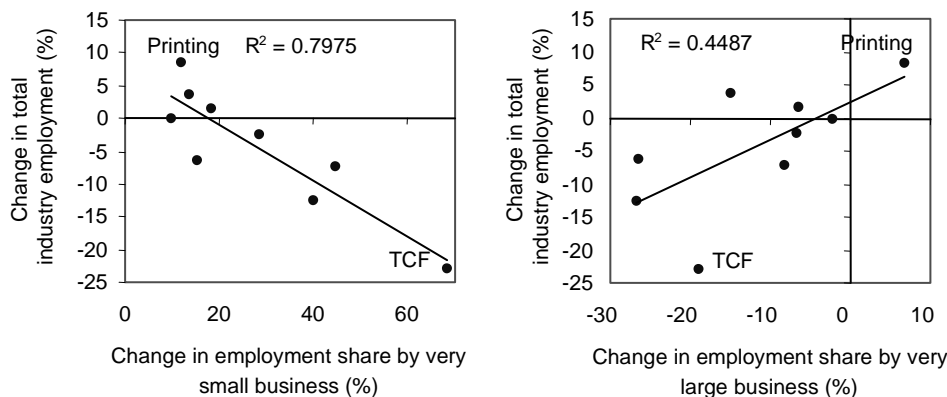 Change in total
industry employment (%)
15
10
5
0
-5
-10
-15
-20
-25
Printing
R² = 0.7975
TCF
0 20 40 60
Change in employment share by very
small business (%)
Change in total
industry employment (%)
15
10
5
0
-5
-10
-15
-20
-25
R² = 0.4487
Printing
TCF
-30 -20 -10 0 10
Change in employment share by very
large business (%)